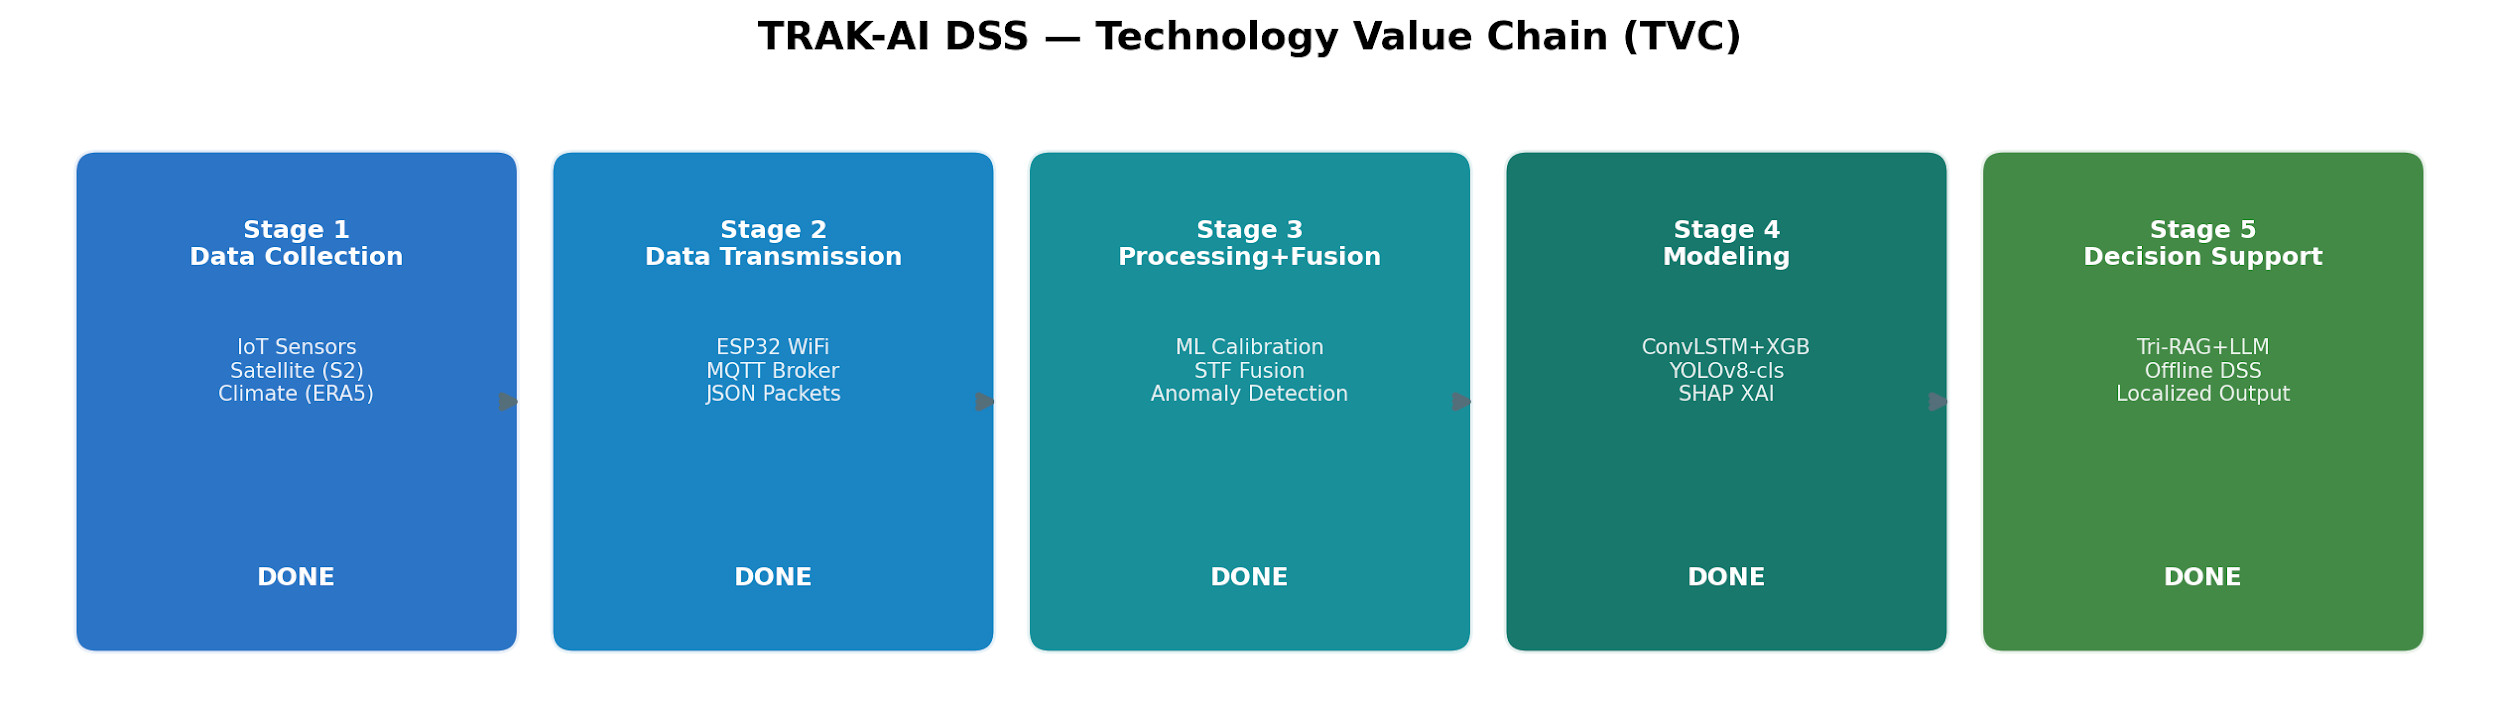 TRAK-AI DSS — Technology Value Chain (TVC)
Stage 1
Data Collection
IoT Sensors
Satellite (S2)
Climate (ERA5)
DONE
Stage 2
Data Transmission
ESP32 WiFi
MQTT Broker
JSON Packets
DONE
Stage 3
Processing+Fusion
ML Calibration
STF Fusion
Anomaly Detection
DONE
Stage 4
Modeling
ConvLSTM+XGB
YOLOv8-cls
SHAP XAI
DONE
Stage 5
Decision Support
Tri-RAG+LLM
Offline DSS
Localized Output
DONE